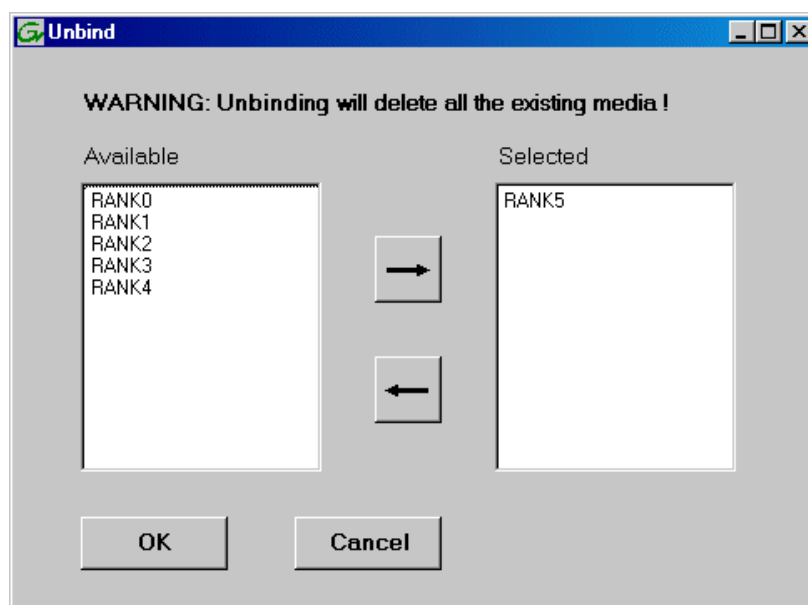 Unbind
WARNING: Unbinding will delete all the existing media !
Available
Selected
RANK0
RANK1
RANK2
RANK3
RANK4
RANK5
OK
Cancel